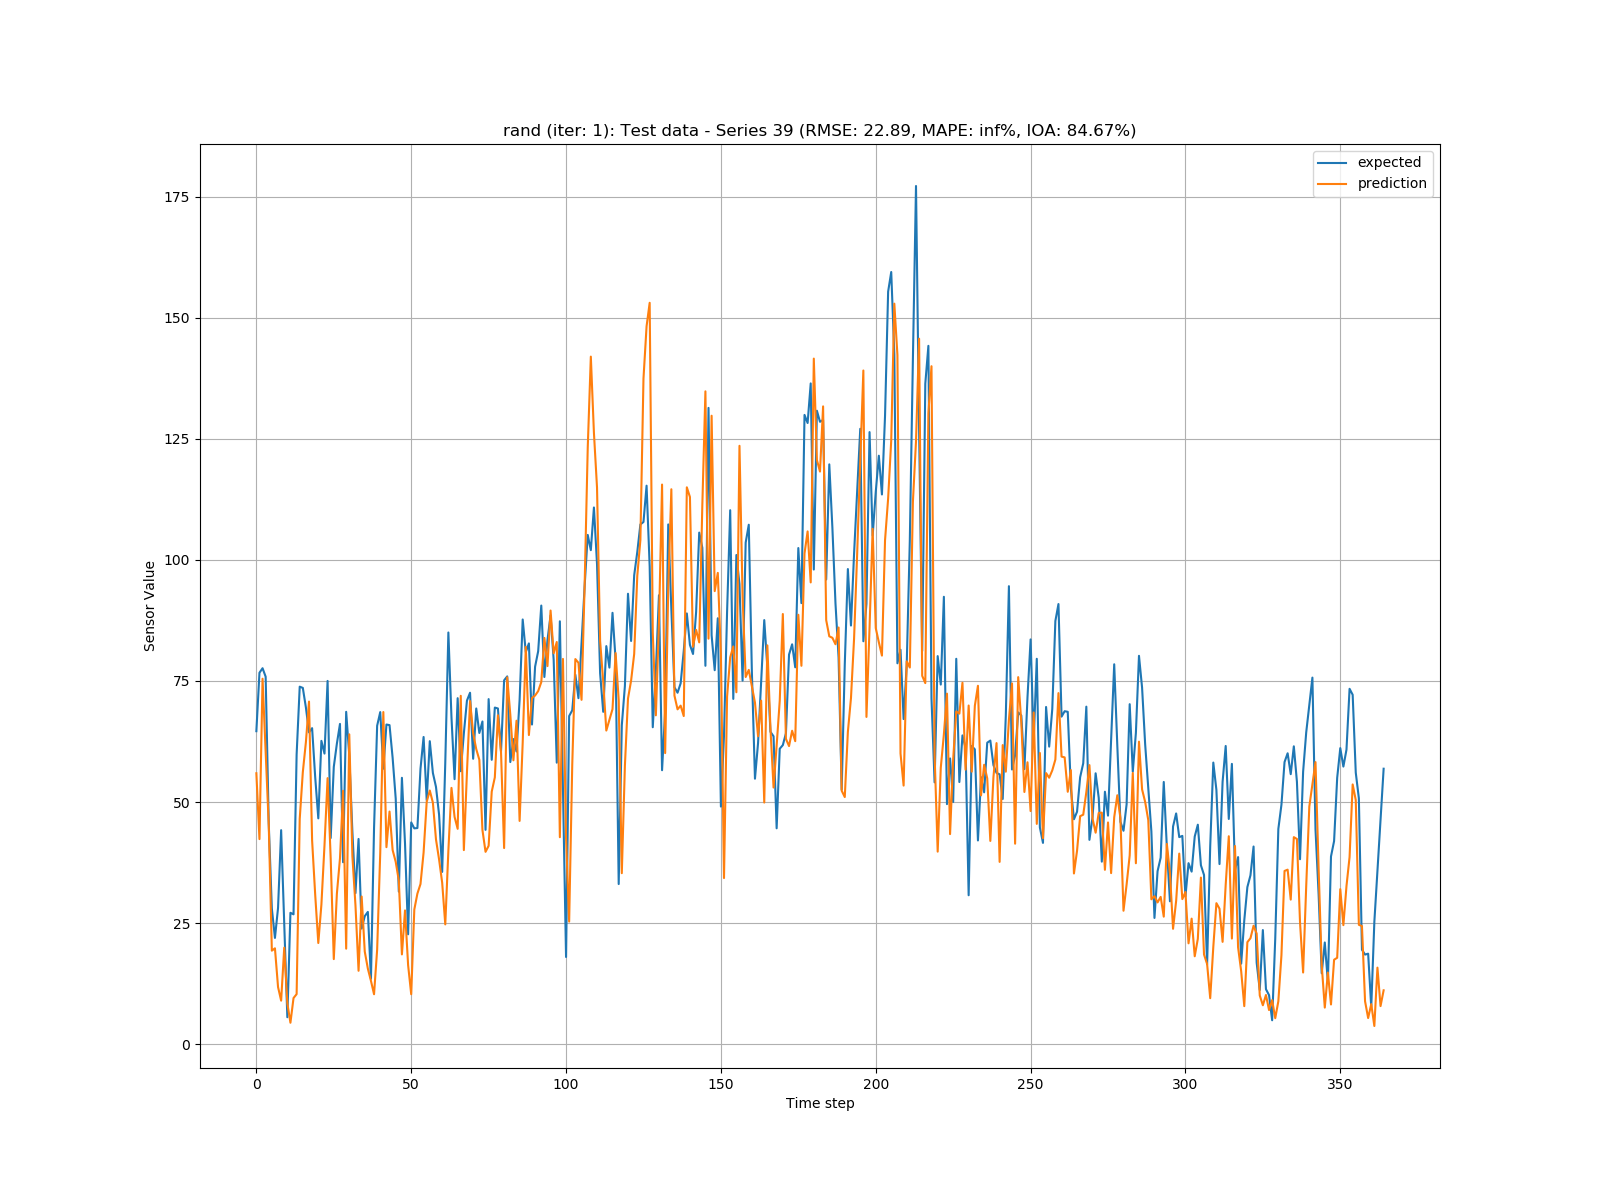 rand (iter: 1): Test data - Series 39 (RMSE: 22.89, MAPE: inf%, IOA: 84.67%)
expected
prediction
175
150
125
100
75
50
25
0
Sensor Value
0 50 100 150 200 250 300 350
Time step